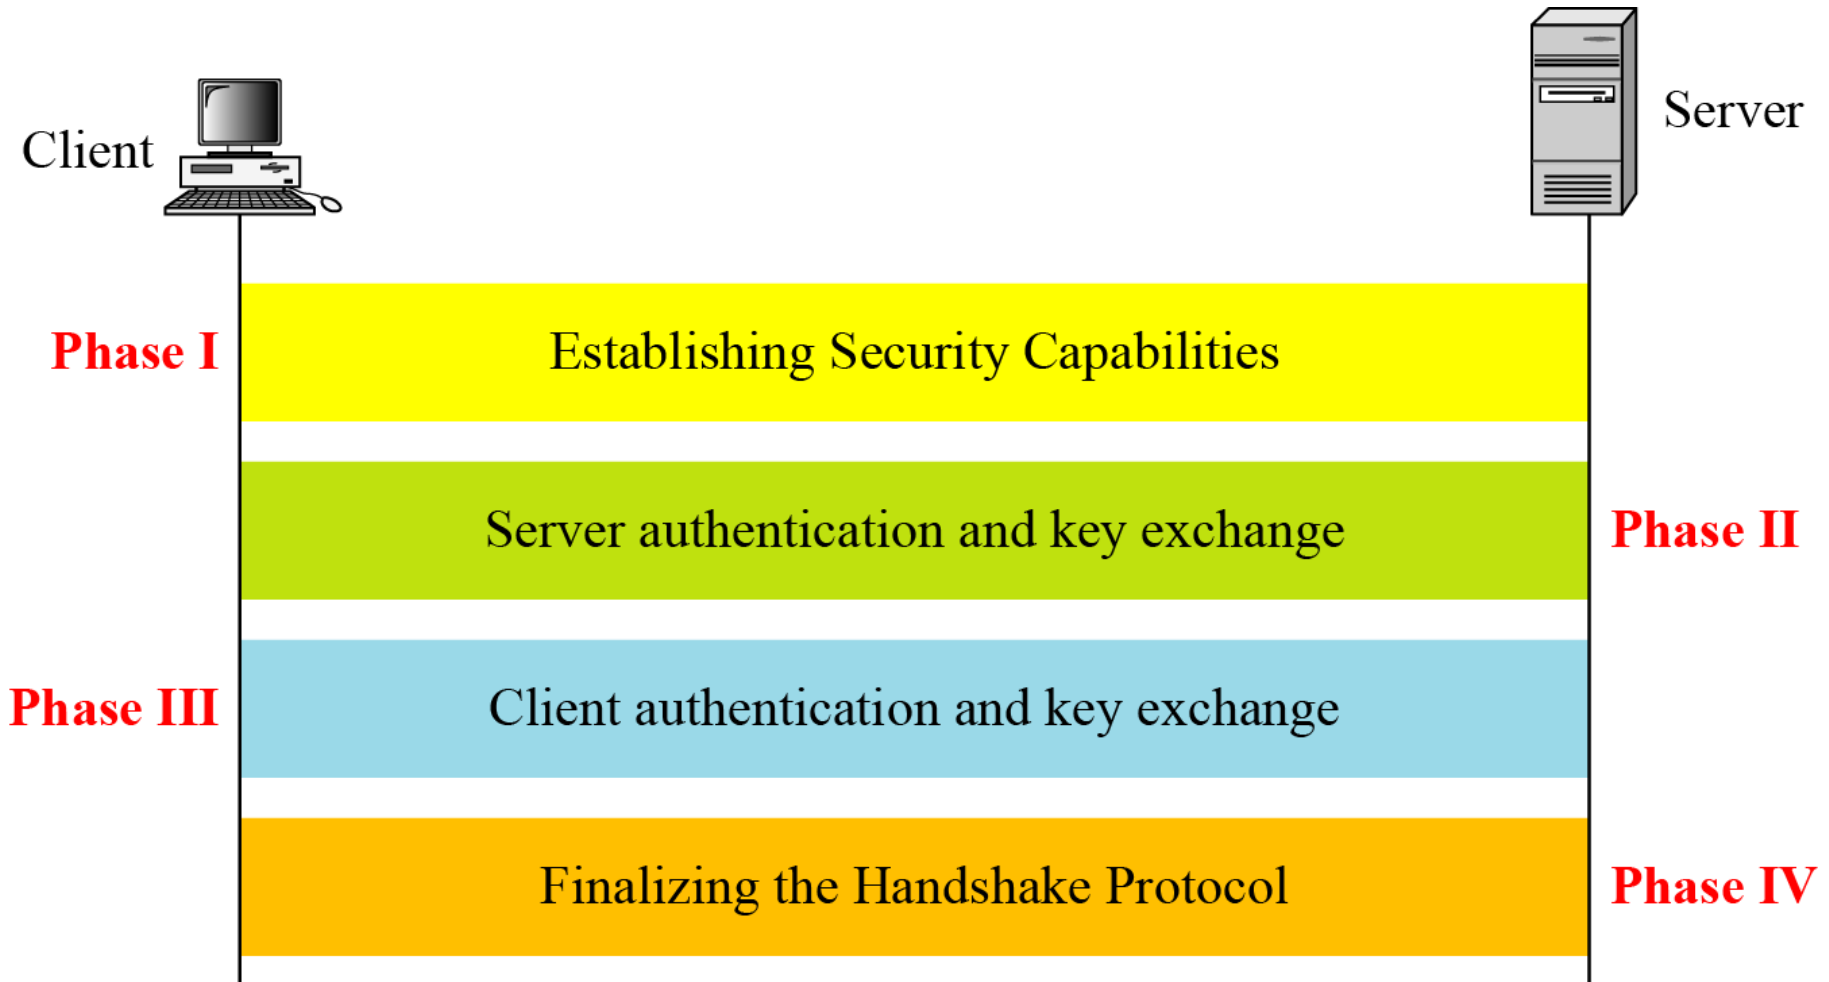 Client
Server
Phase I
Establishing Security Capabilities
Server authentication and key exchange
Phase II
Phase III
Client authentication and key exchange
Finalizing the Handshake Protocol
Phase IV